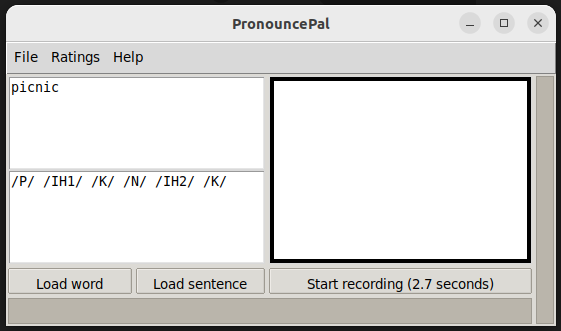 PronouncePal
File Ratings Help
picnic
/P/ /IH1/ /K/ /N/ /IH2/ /K/
Load word
Load sentence
Start recording (2.7 seconds)